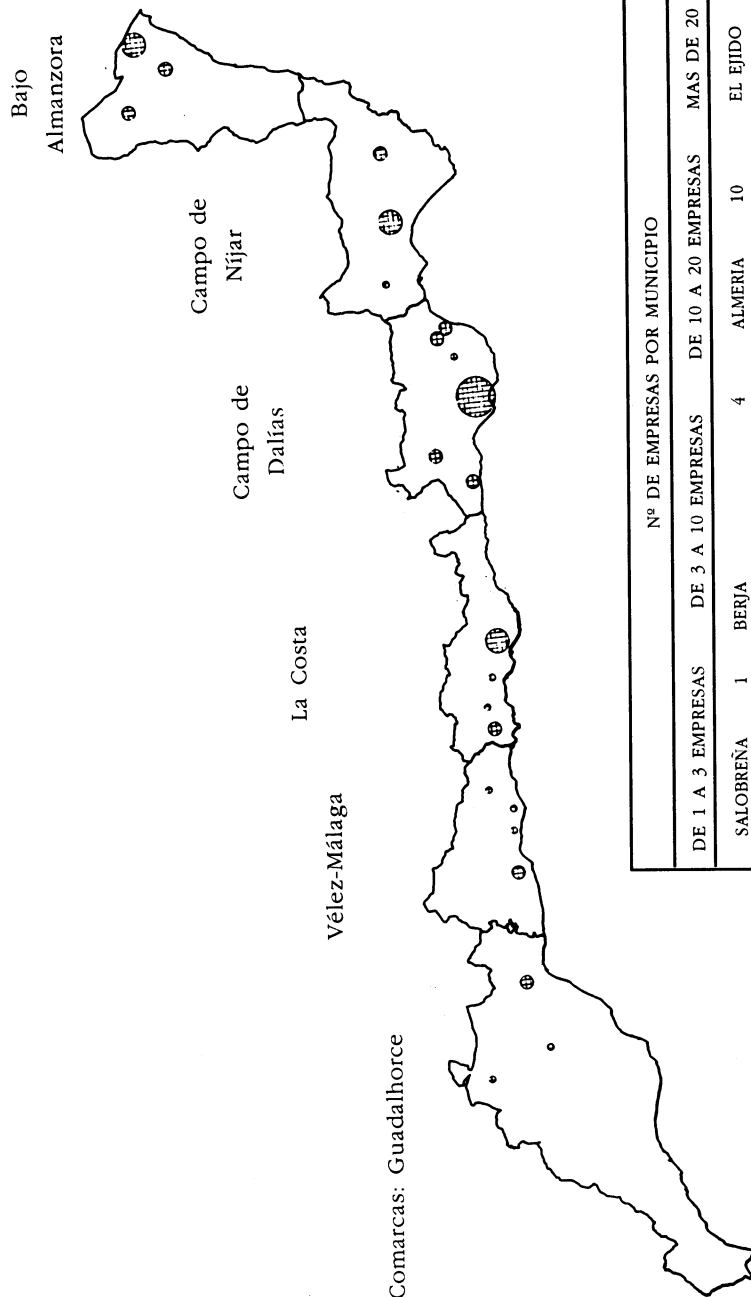 Comarcas: Guadalhorce
Vélez-Málaga
La Costa
Campo de
Dalías
Campo de
Níjar
Bajo
Almanzora
Nº DE EMPRESAS POR MUNICIPIO
DE 1 A 3 EMPRESAS DE 3 A 10 EMPRESAS DE 10 A 20 EMPRESAS MAS DE 20
SALOBREÑA 1 BERJA 4 ALMERIA 10 EL EJIDO